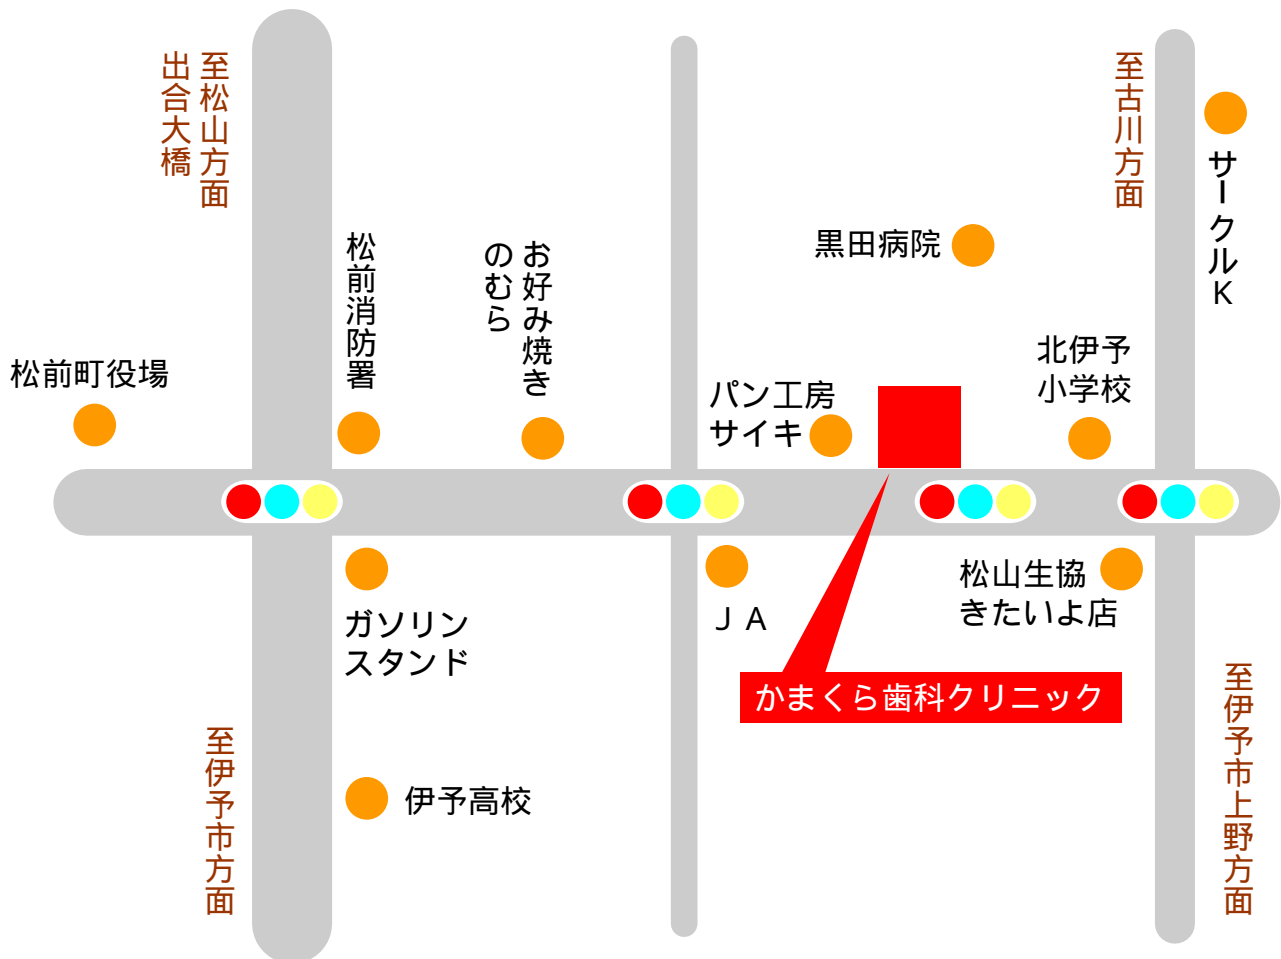 至松山方面
出合大橋
至古川方面
サークルＫ
松前消防署
お好み焼き
のむら
黒田病院
松前町役場
パン工房
サイキ
北伊予
小学校
ガソリン
スタンド
ＪＡ
松山生協
きたいよ店
かまくら歯科クリニック
至伊予市方面
伊予高校
至伊予市上野方面